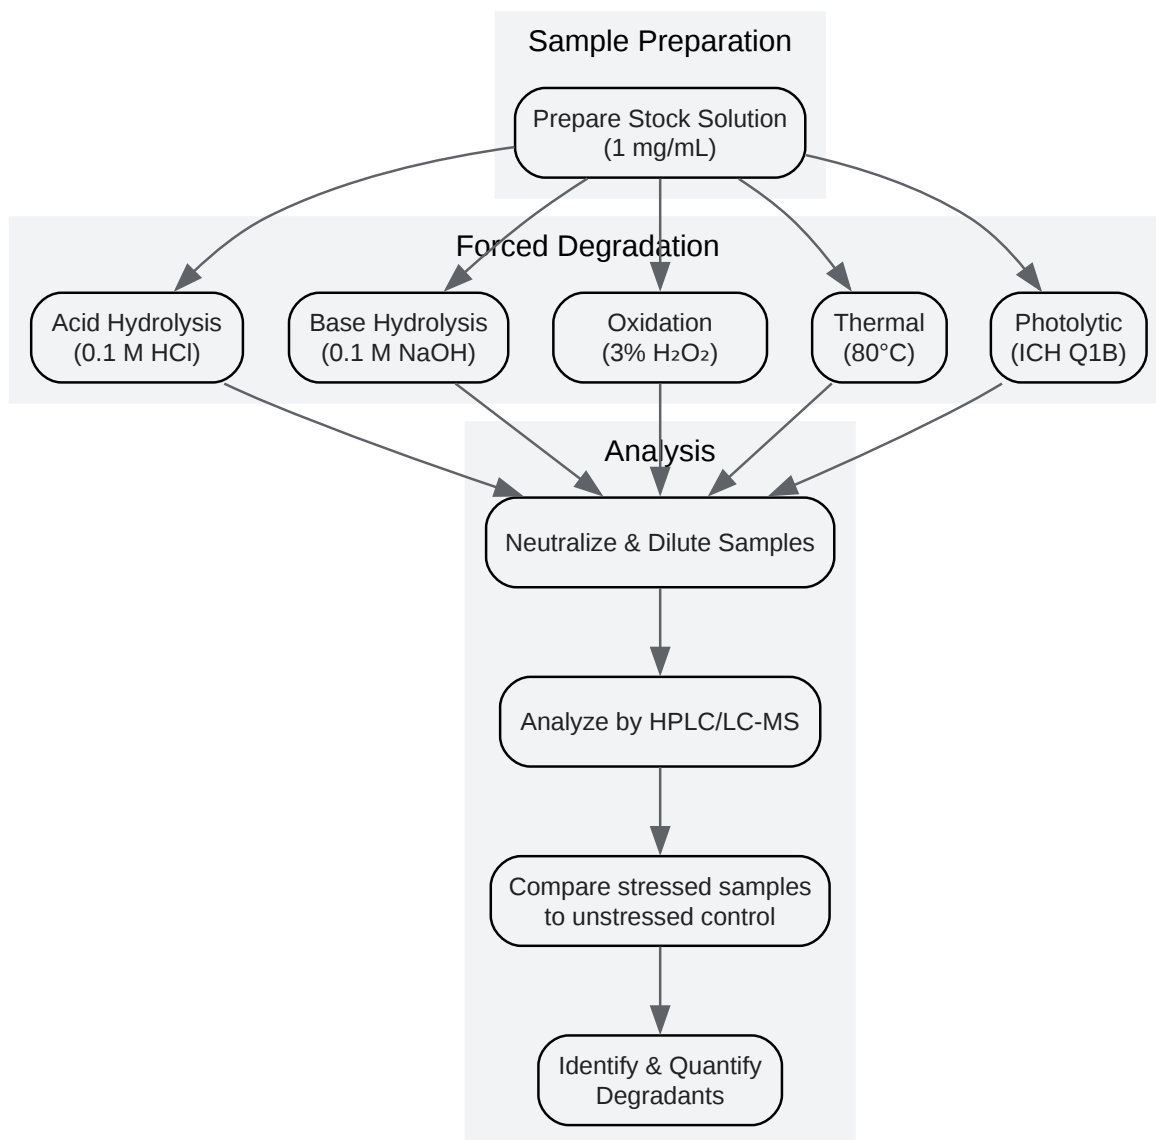 Sample Preparation
Prepare Stock Solution
(1 mg/mL)
Forced Degradation
Acid Hydrolysis
(0.1 M HCl)
Base Hydrolysis
(0.1 M NaOH)
Oxidation
(3% H₂O₂)
Thermal
(80°C)
Photolytic
(ICH Q1B)
Analysis
Neutralize & Dilute Samples
Analyze by HPLC/LC-MS
Compare stressed samples
to unstressed control
Identify & Quantify
Degradants